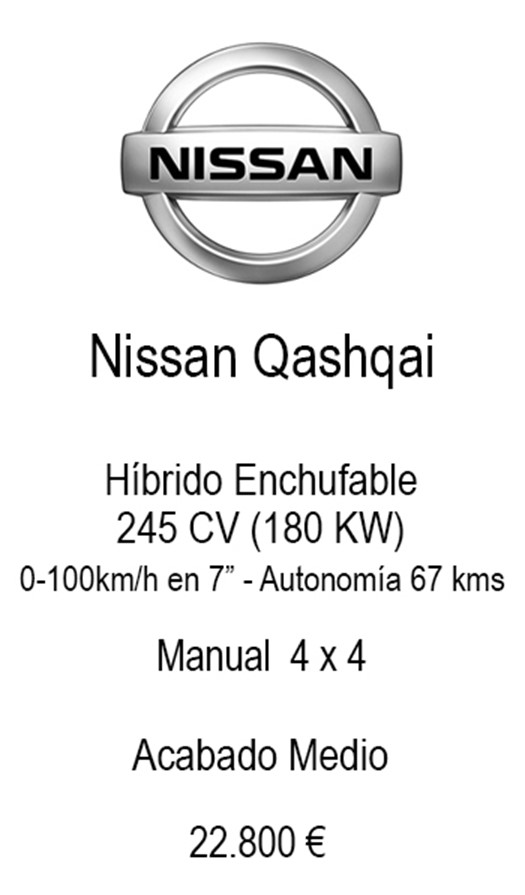 NISSAN
Nissan Qashqai
Híbrido Enchufable
245 CV (180 KW)
0-100km/h en 7” - Autonomía 67 kms
Manual 4 x 4
Acabado Medio
22.800 €